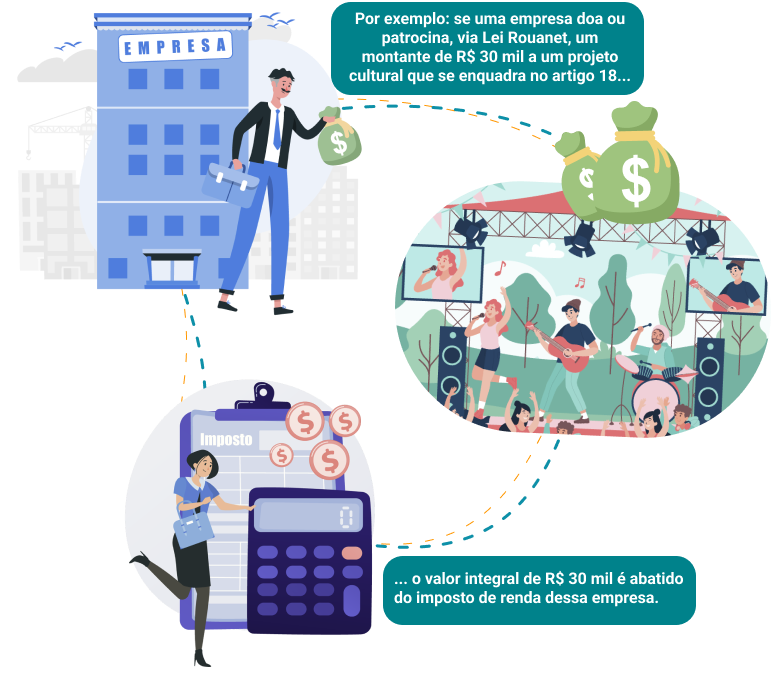 Por exemplo: se uma empresa doa ou
patrocina, via Lei Rouanet, um
montante de R$ 30 mil a um projeto
cultural que se enquadra no artigo 18...
EMPRESA
$
$
$
Imposto
$
$
$
$
0
... o valor integral de R$ 30 mil é abatido
do imposto de renda dessa empresa.